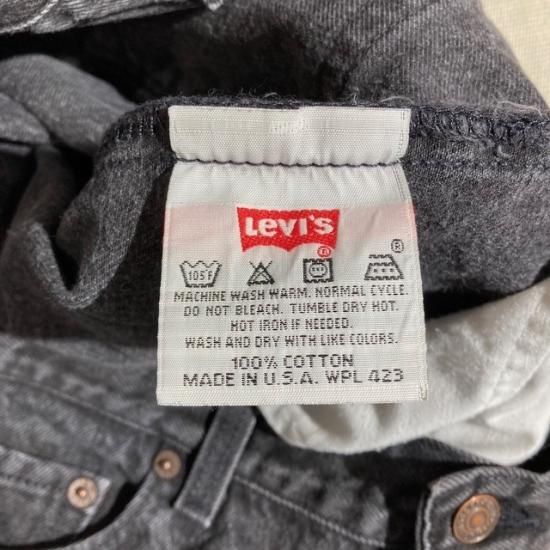 Levi's
105F
®
MACHINE WASH WARM. NORMAL CYCLE.
DO NOT BLEACH. TUMBLE DRY HOT.
HOT IRON IF NEEDED.
WASH AND DRY WITH LIKE COLORS.
100% COTTON
MADE IN U.S.A. WPL 423